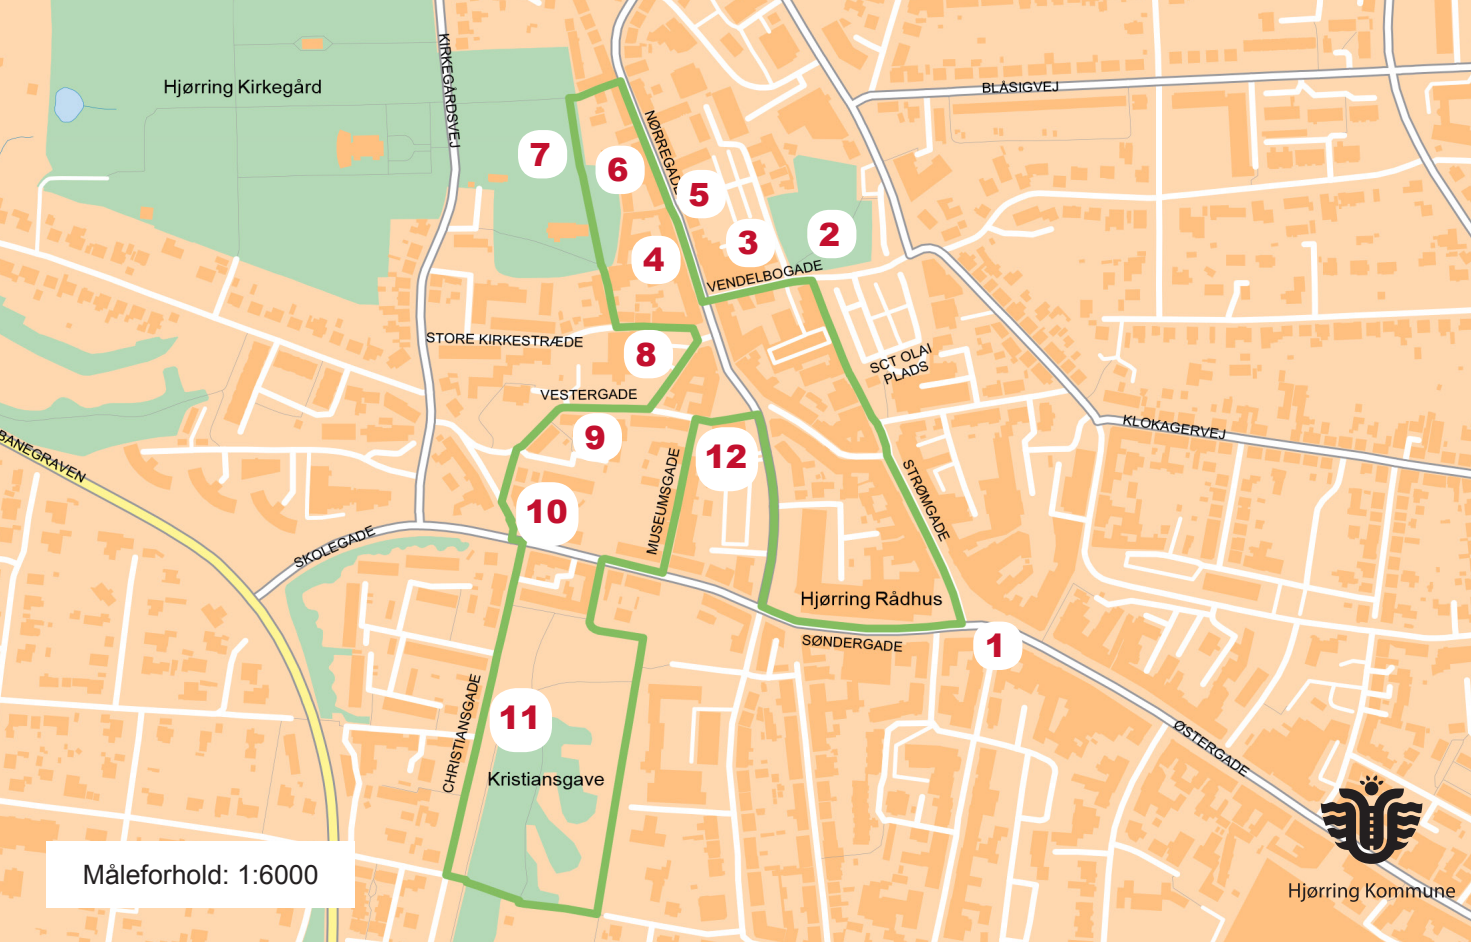 Hjørring Kirkegård
KIRKEGÅRDSVEJ
BLÅSIGVEJ
NØRREGADE
7
6
5
2
3
4
VENDELBOGADE
STORE KIRKESTRÆDE
8
SCT OLAI
PLADS
VESTERGADE
9
12
KLOKAGERVEJ
BANEGRAVEN
MUSEUMSGADE
STRØMGADE
10
SKOLEGADE
Hjørring Rådhus
SØNDERGADE
1
CHRISTIANSGADE
11
ØSTERGADE
Kristiansgave
Måleforhold: 1:6000
Hjørring Kommune